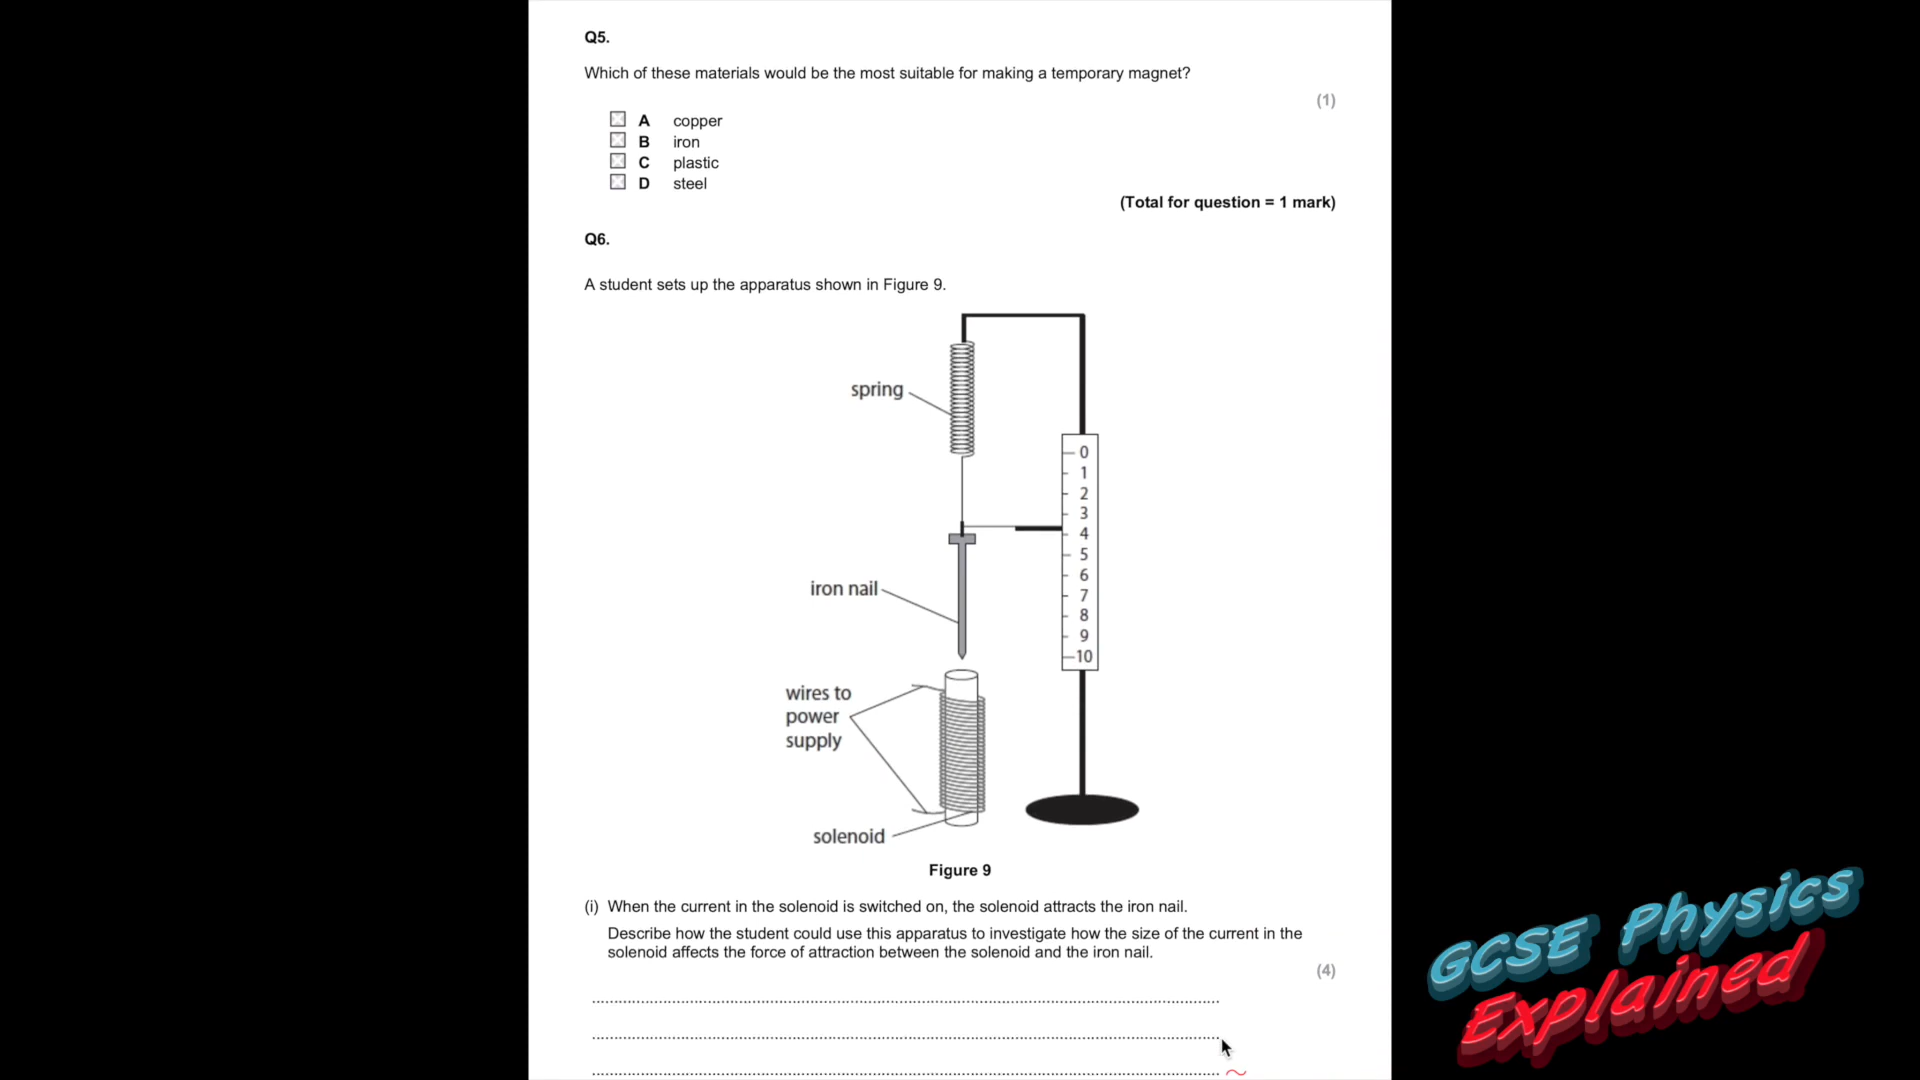 Q5.
Which of these materials would be the most suitable for making a temporary magnet?
(1)
A copper
B iron
C plastic
D steel
(Total for question = 1 mark)
Q6.
A student sets up the apparatus shown in Figure 9.
spring
0
1
2
3
4
5
6
7
8
9
10
iron nail
wires to
power
supply
solenoid
Figure 9
(i) When the current in the solenoid is switched on, the solenoid attracts the iron nail.
Describe how the student could use this apparatus to investigate how the size of the current in the
solenoid affects the force of attraction between the solenoid and the iron nail.
(4)
GCSE Physics
Explained